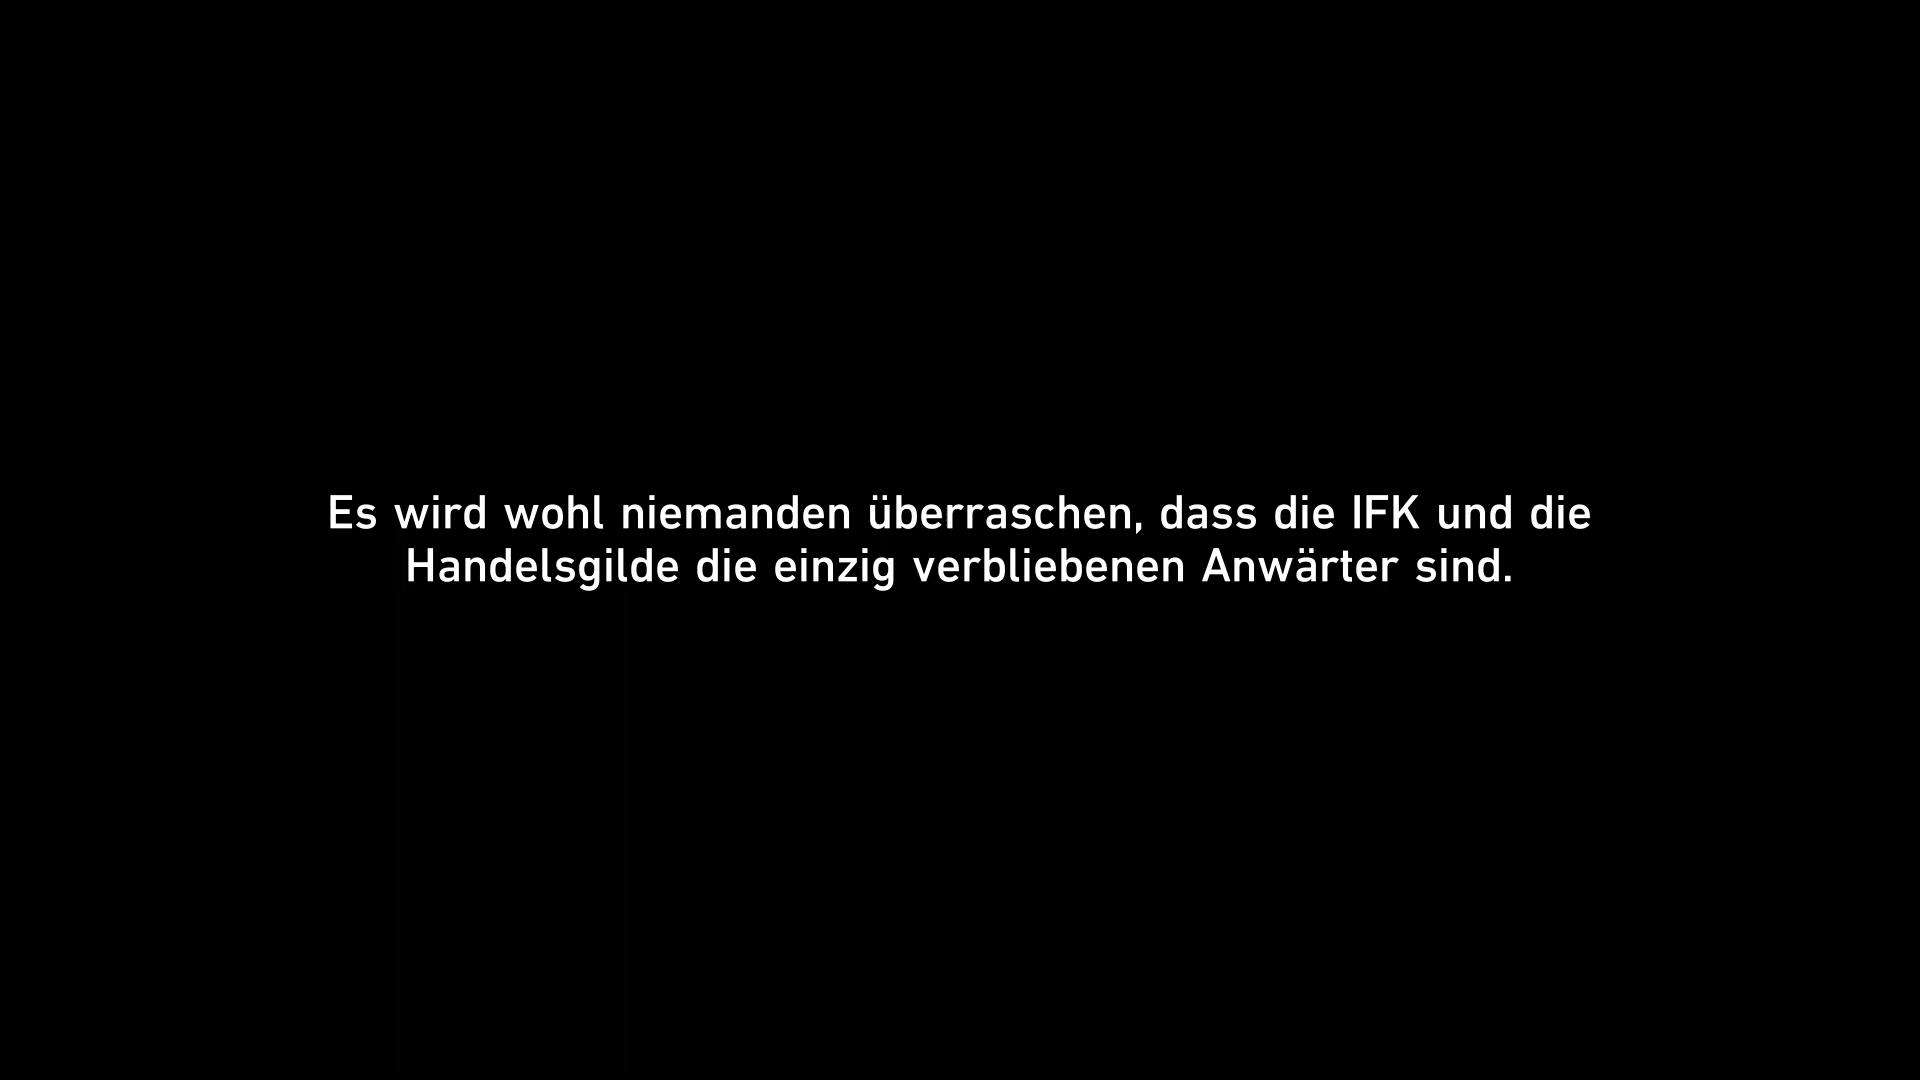 Es wird wohl niemanden überraschen, dass die IFK und die
Handelsgilde die einzig verbliebenen Anwärter sind.